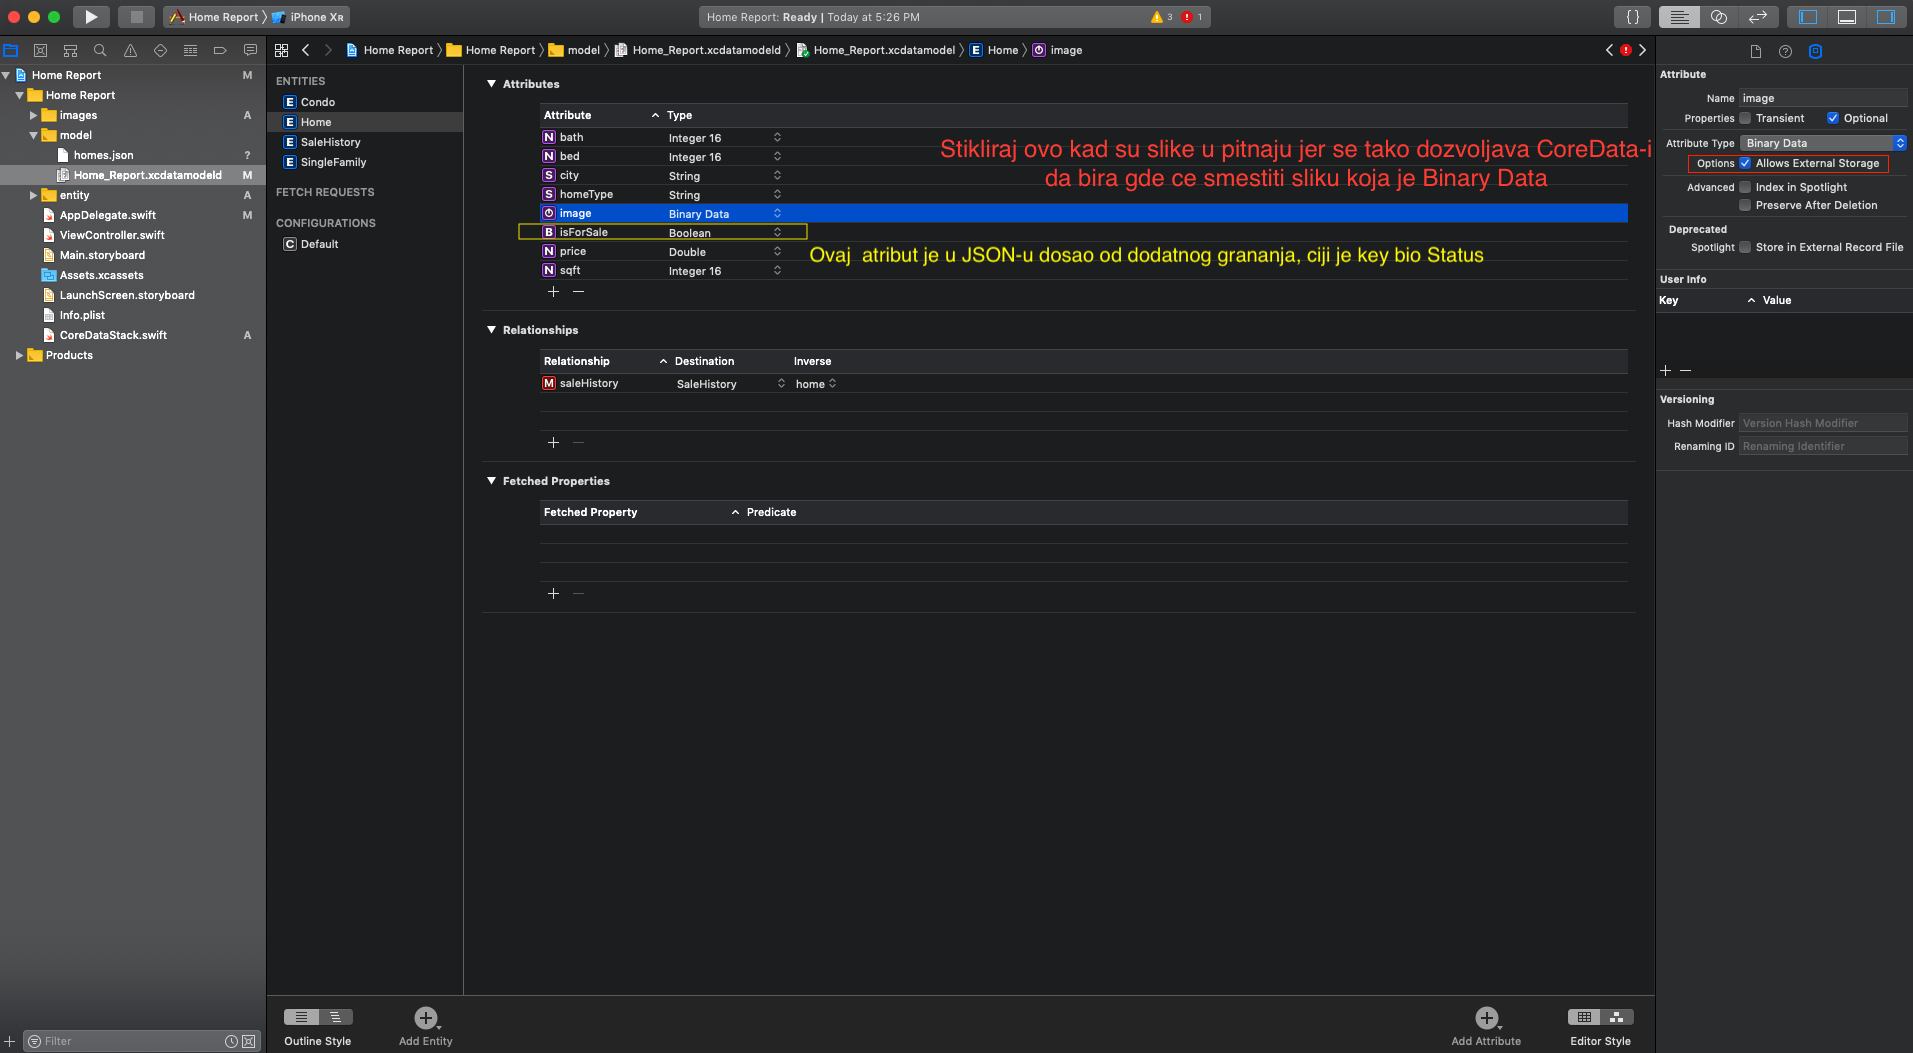 Home Report
iPhone XR
Home Report: Ready | Today at 5:26 PM
3
1
{ }
Home Report
M
Home Report
images
A
model
homes.json
?
Home_Report.xcdatamodeld
M
entity
A
AppDelegate.swift
M
ViewController.swift
Main.storyboard
Assets.xcassets
LaunchScreen.storyboard
Info.plist
CoreDataStack.swift
A
Products
Filter
Home Report
Home Report
model
Home_Report.xcdatamodeld
Home_Report.xcdatamodel
E Home
image
ENTITIES
E Condo
E Home
E SaleHistory
E SingleFamily
FETCH REQUESTS
CONFIGURATIONS
C Default
Attributes
Attribute Type
N bath Integer 16
N bed Integer 16
S city String
S homeType String
image Binary Data
B isForSale Boolean
N price Double
N sqft Integer 16
Stikliraj ovo kad su slike u pitnaju jer se tako dozvoljava CoreData-i
da bira gde ce smestiti sliku koja je Binary Data
Ovaj atribut je u JSON-u dosao od dodatnog grananja, ciji je key bio Status
Relationships
Relationship Destination Inverse
M saleHistory SaleHistory home
Fetched Properties
Fetched Property Predicate
Outline Style
Add Entity
Add Attribute
Editor Style
Attribute
Name image
Properties Transient Optional
Attribute Type Binary Data
Options Allows External Storage
Advanced Index in Spotlight
Preserve After Deletion
Deprecated
Spotlight Store in External Record File
User Info
Key Value
Versioning
Hash Modifier Version Hash Modifier
Renaming ID Renaming Identifier